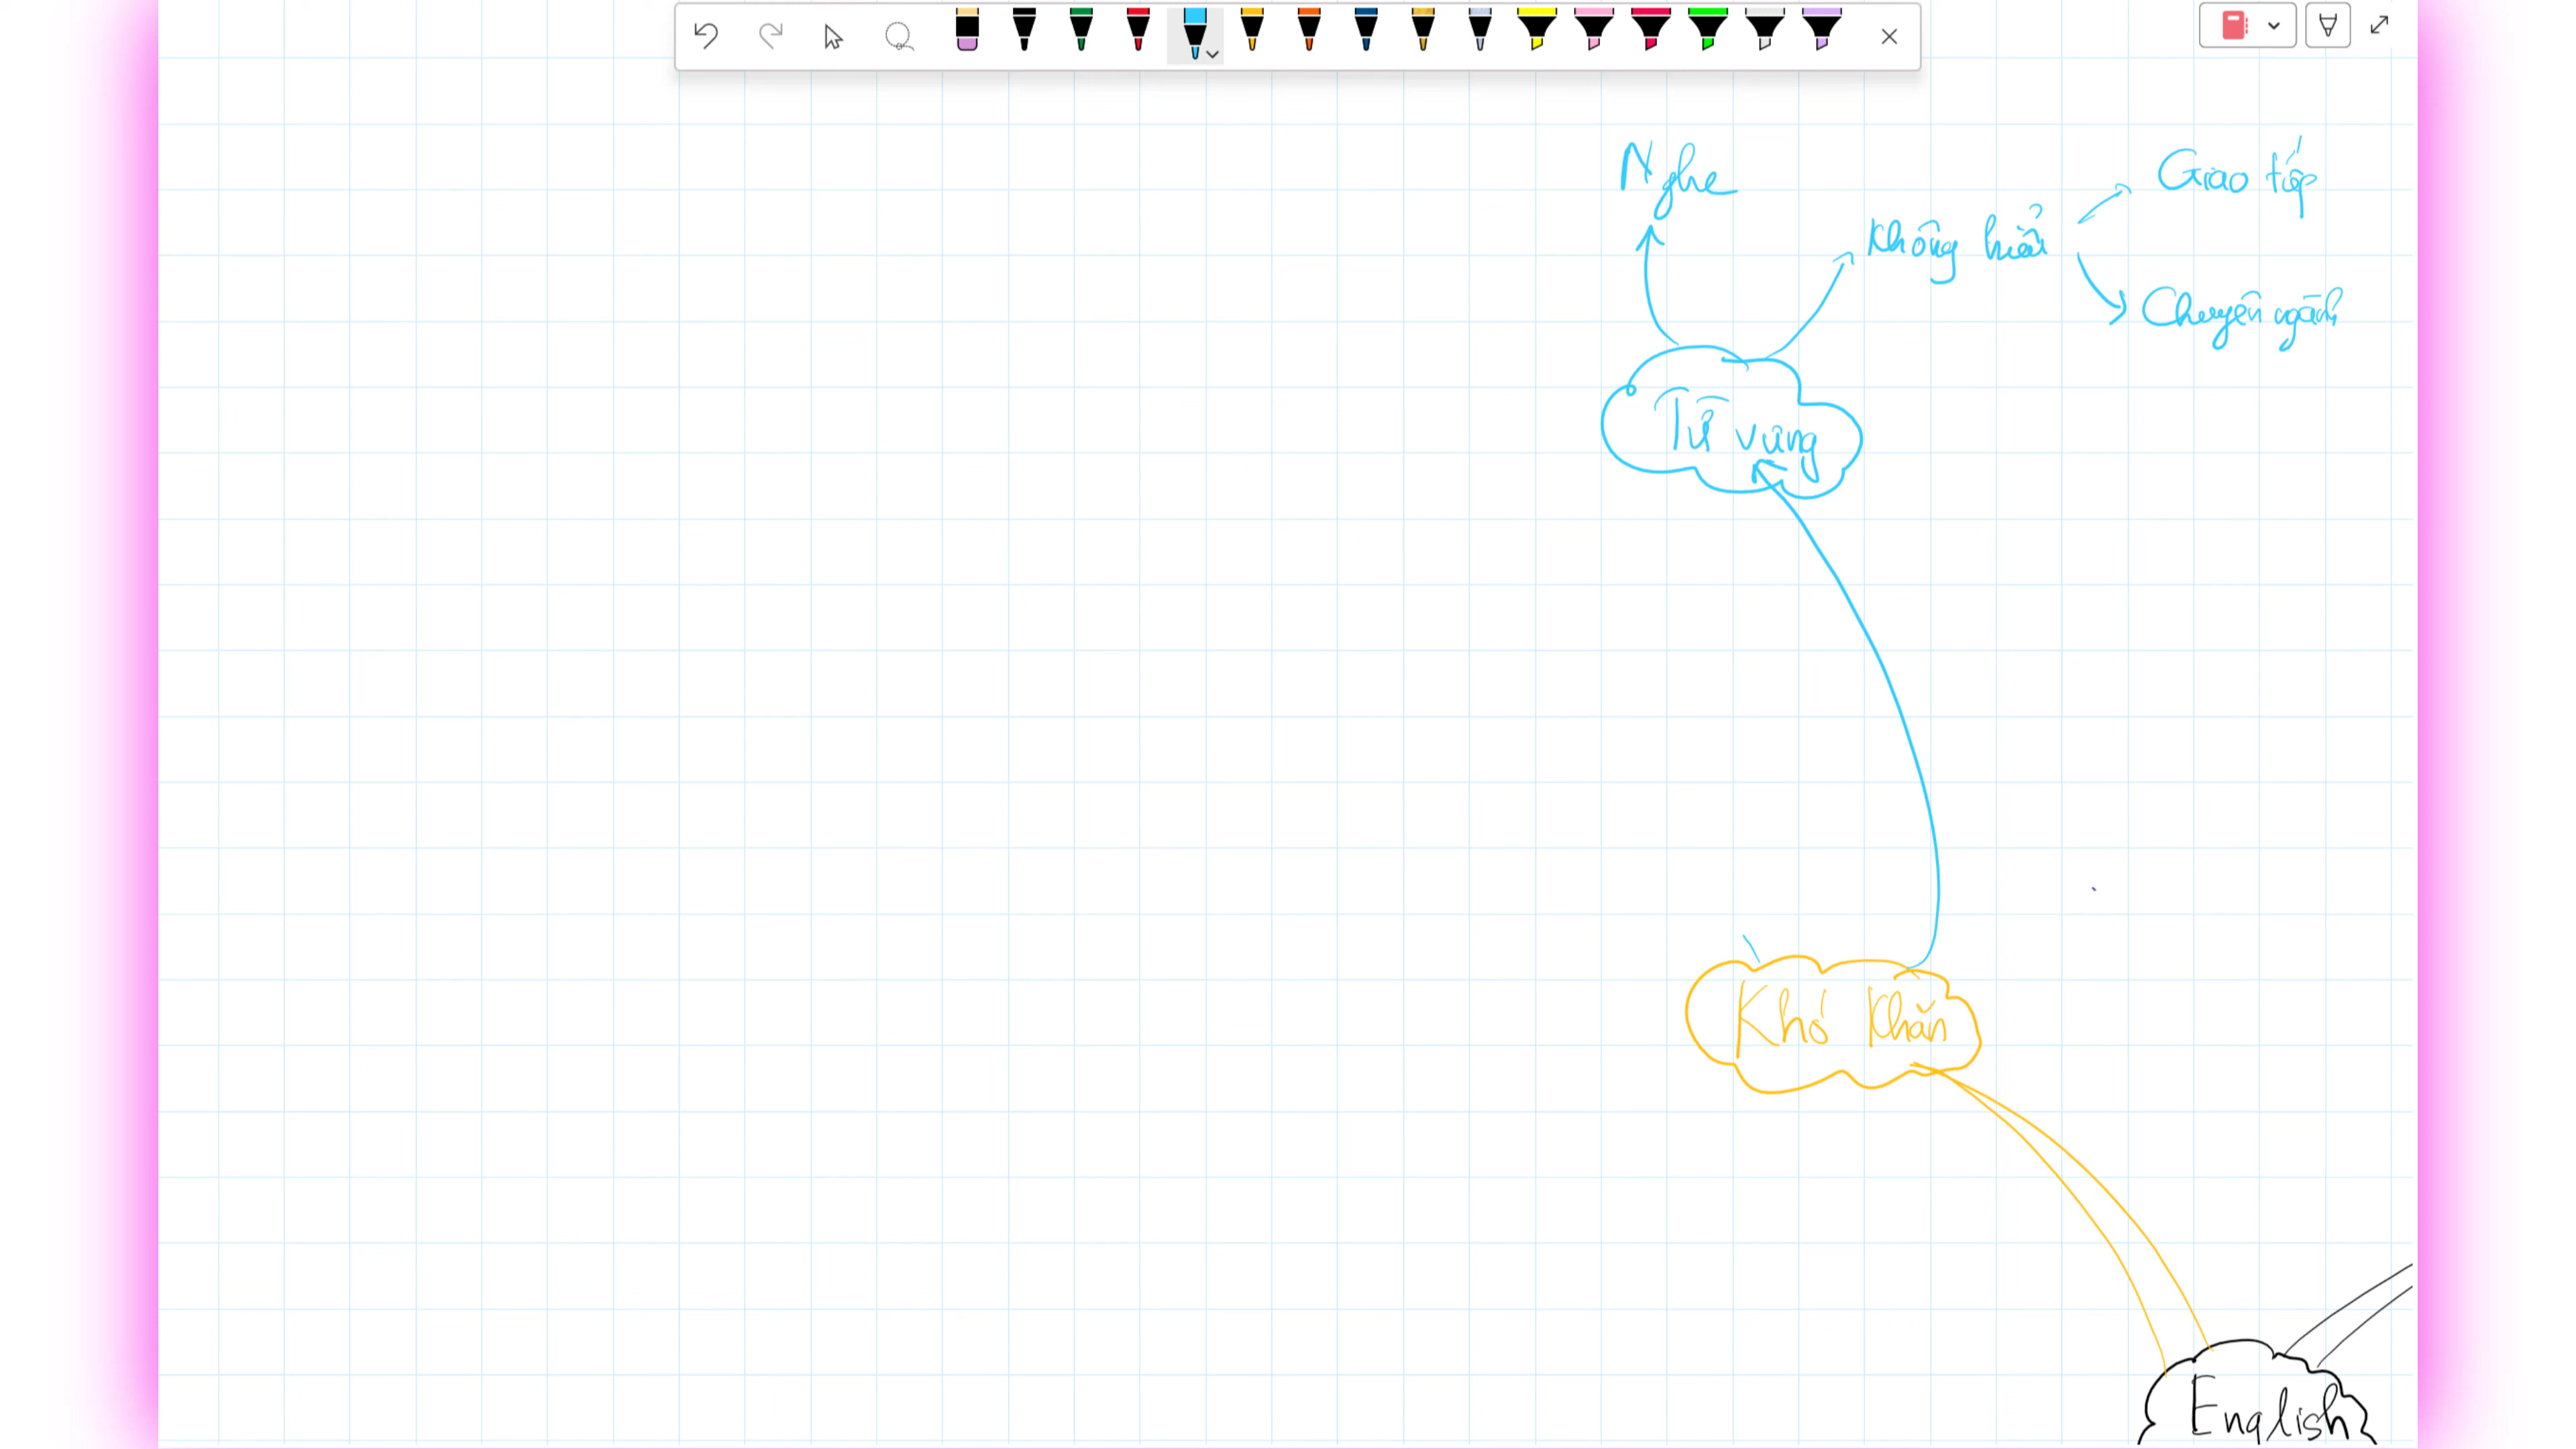 Nghe
Giao tiếp
Không hiểu
Chuyên ngành
Từ vựng
Khó khăn
English